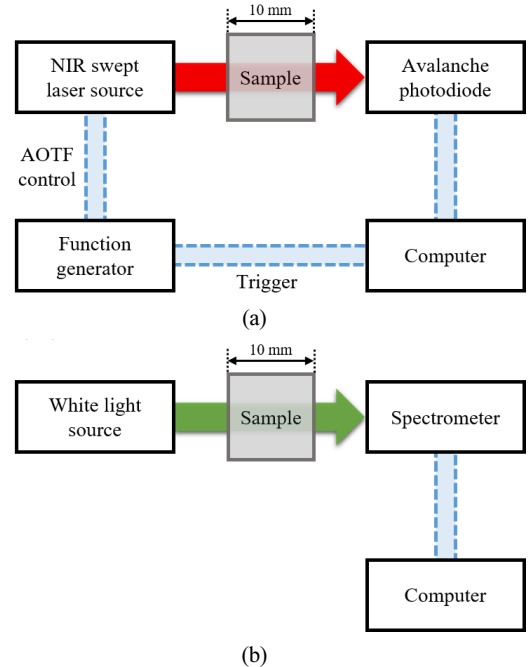 10 mm
NIR swept
laser source
Sample
Avalanche
photodiode
AOTF
control
Function
generator
Trigger
Computer
(a)
10 mm
White light
source
Sample
Spectrometer
Computer
(b)